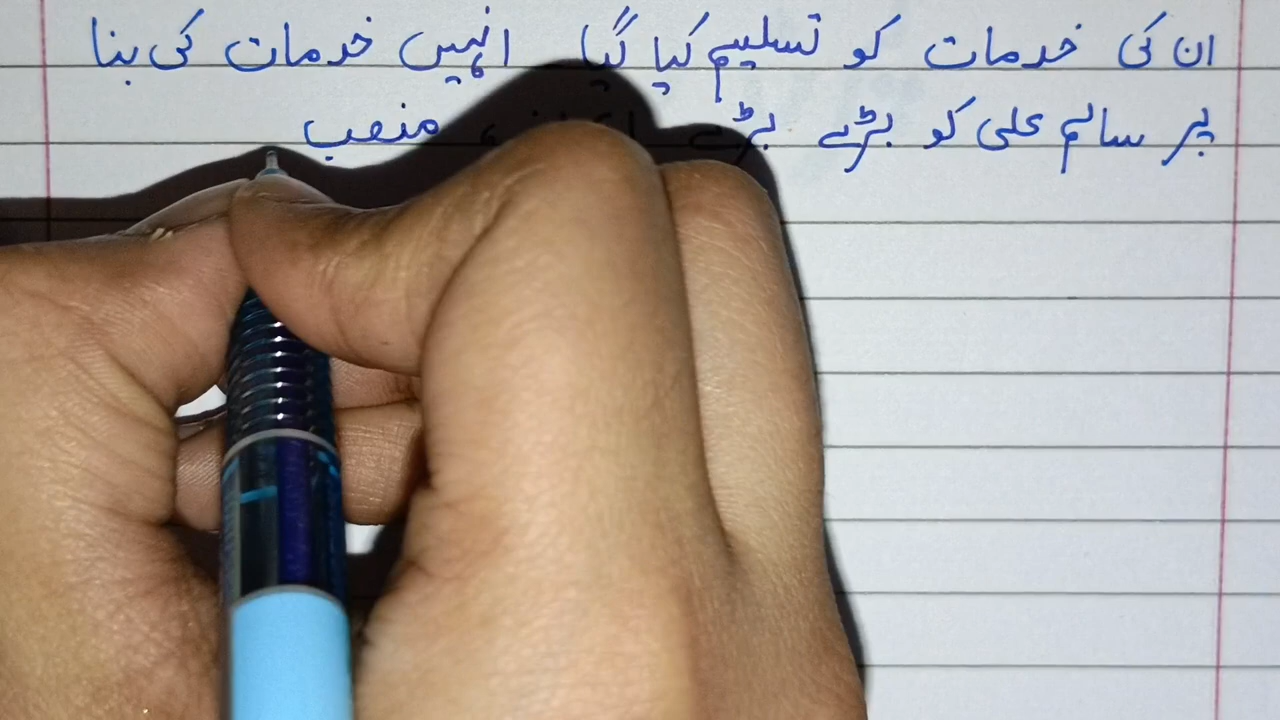 ان کی خدمات کو تسلیم کیا گیا انہیں خدمات کی بنا
پر سالم علی کو بڑے بڑے منصب